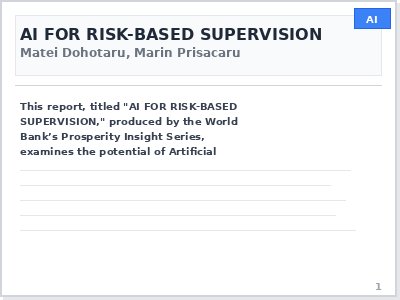 AI
AI FOR RISK-BASED SUPERVISION
Matei Dohotaru, Marin Prisacaru
This report, titled "AI FOR RISK-BASED
SUPERVISION," produced by the World
Bank’s Prosperity Insight Series,
examines the potential of Artificial
1